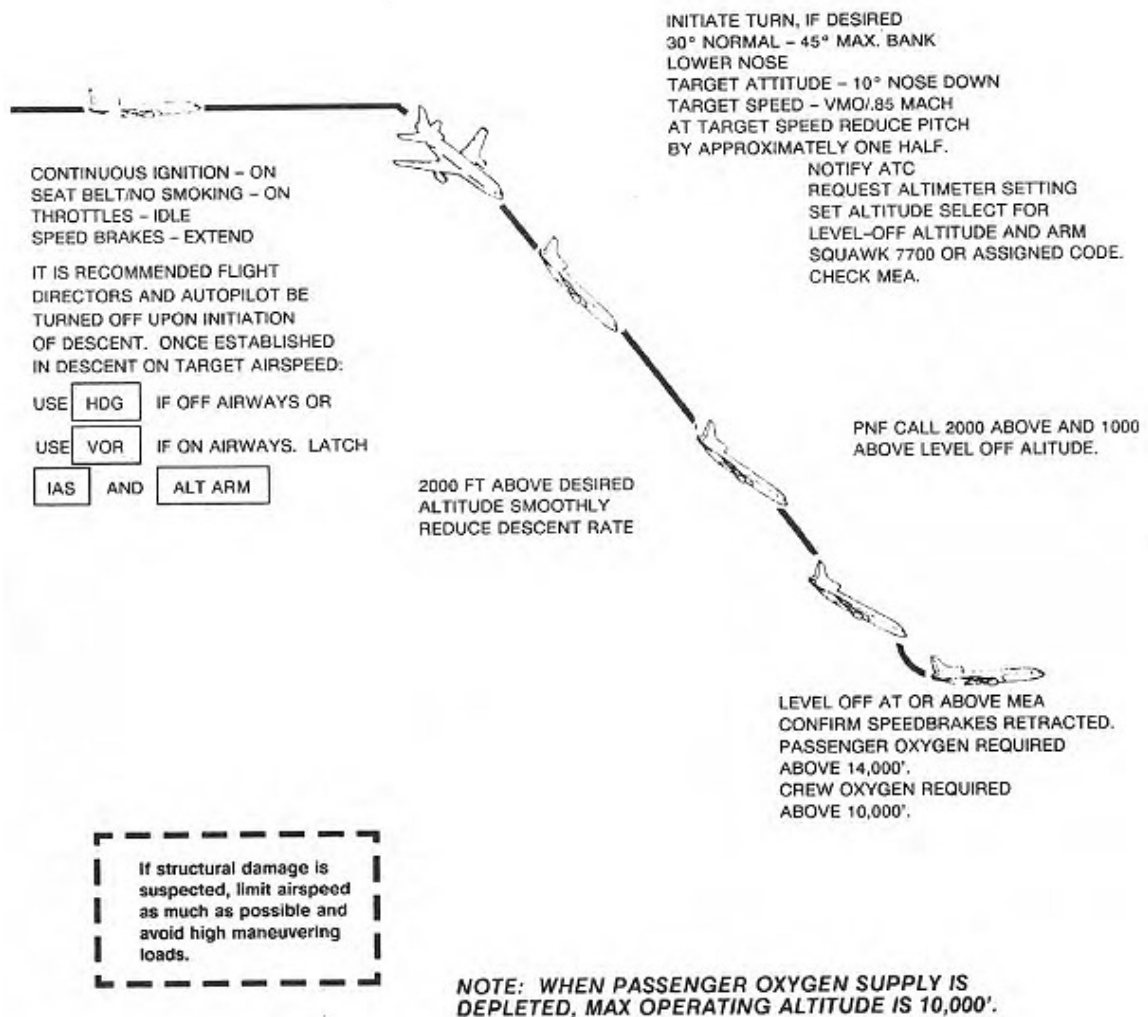 INITIATE TURN, IF DESIRED
30° NORMAL – 45° MAX. BANK
LOWER NOSE
TARGET ATTITUDE – 10° NOSE DOWN
TARGET SPEED – VMO/.85 MACH
AT TARGET SPEED REDUCE PITCH
BY APPROXIMATELY ONE HALF.
NOTIFY ATC
REQUEST ALTIMETER SETTING
SET ALTITUDE SELECT FOR
LEVEL–OFF ALTITUDE AND ARM
SQUAWK 7700 OR ASSIGNED CODE.
CHECK MEA.
CONTINUOUS IGNITION – ON
SEAT BELT/NO SMOKING – ON
THROTTLES – IDLE
SPEED BRAKES – EXTEND
IT IS RECOMMENDED FLIGHT
DIRECTORS AND AUTOPILOT BE
TURNED OFF UPON INITIATION
OF DESCENT. ONCE ESTABLISHED
IN DESCENT ON TARGET AIRSPEED:
USE HDG IF OFF AIRWAYS OR
USE VOR IF ON AIRWAYS. LATCH
IAS AND ALT ARM
PNF CALL 2000 ABOVE AND 1000
ABOVE LEVEL OFF ALITUDE.
2000 FT ABOVE DESIRED
ALTITUDE SMOOTHLY
REDUCE DESCENT RATE
LEVEL OFF AT OR ABOVE MEA
CONFIRM SPEEDBRAKES RETRACTED.
PASSENGER OXYGEN REQUIRED
ABOVE 14,000'.
CREW OXYGEN REQUIRED
ABOVE 10,000'.
If structural damage is
suspected, limit airspeed
as much as possible and
avoid high maneuvering
loads.
NOTE: WHEN PASSENGER OXYGEN SUPPLY IS
DEPLETED, MAX OPERATING ALTITUDE IS 10,000'.